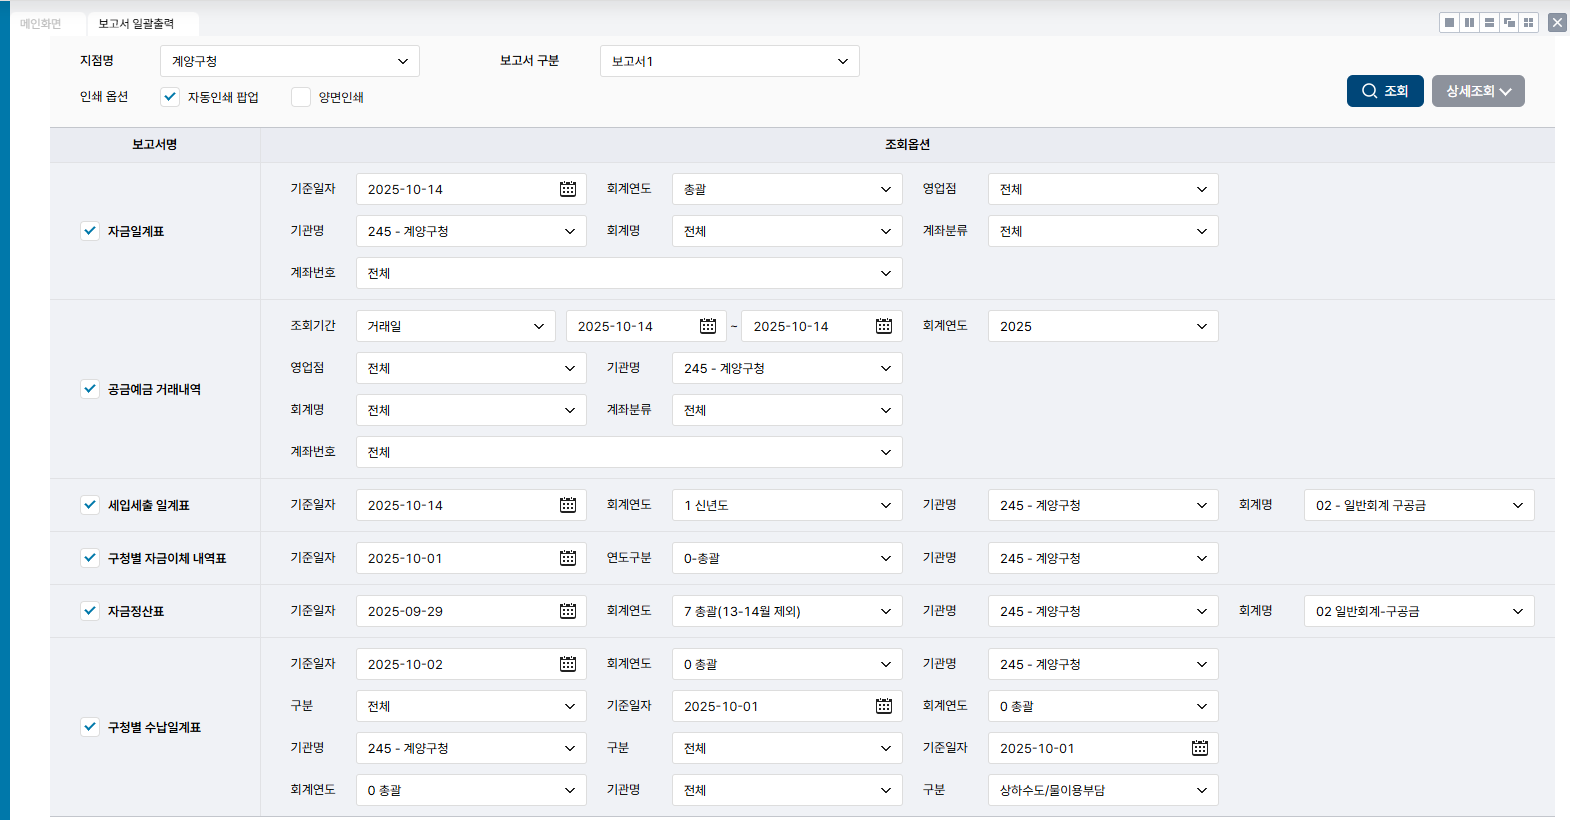 메인화면 보고서 일괄출력
지점명 계양구청 보고서 구분 보고서1
인쇄 옵션 자동인쇄 팝업 양면인쇄 조회 상세조회
보고서명 조회옵션
자금일계표
기준일자 2025-10-14 회계연도 총괄 영업점 전체
기관명 245 - 계양구청 회계명 전체 계좌분류 전체
계좌번호 전체
공금예금 거래내역
조회기간 거래일 2025-10-14 ~ 2025-10-14 회계연도 2025
영업점 전체 기관명 245 - 계양구청
회계명 전체 계좌분류 전체
계좌번호 전체
세입세출 일계표 기준일자 2025-10-14 회계연도 1 신년도 기관명 245 - 계양구청 회계명 02 - 일반회계 구공금
구청별 자금이체 내역표 기준일자 2025-10-01 연도구분 0-총괄 기관명 245 - 계양구청
자금정산표 기준일자 2025-09-29 회계연도 7 총괄(13-14월 제외) 기관명 245 - 계양구청 회계명 02 일반회계-구공금
구청별 수납일계표
기준일자 2025-10-02 회계연도 0 총괄 기관명 245 - 계양구청
구분 전체 기준일자 2025-10-01 회계연도 0 총괄
기관명 245 - 계양구청 구분 전체 기준일자 2025-10-01
회계연도 0 총괄 기관명 전체 구분 상하수도/물이용부담